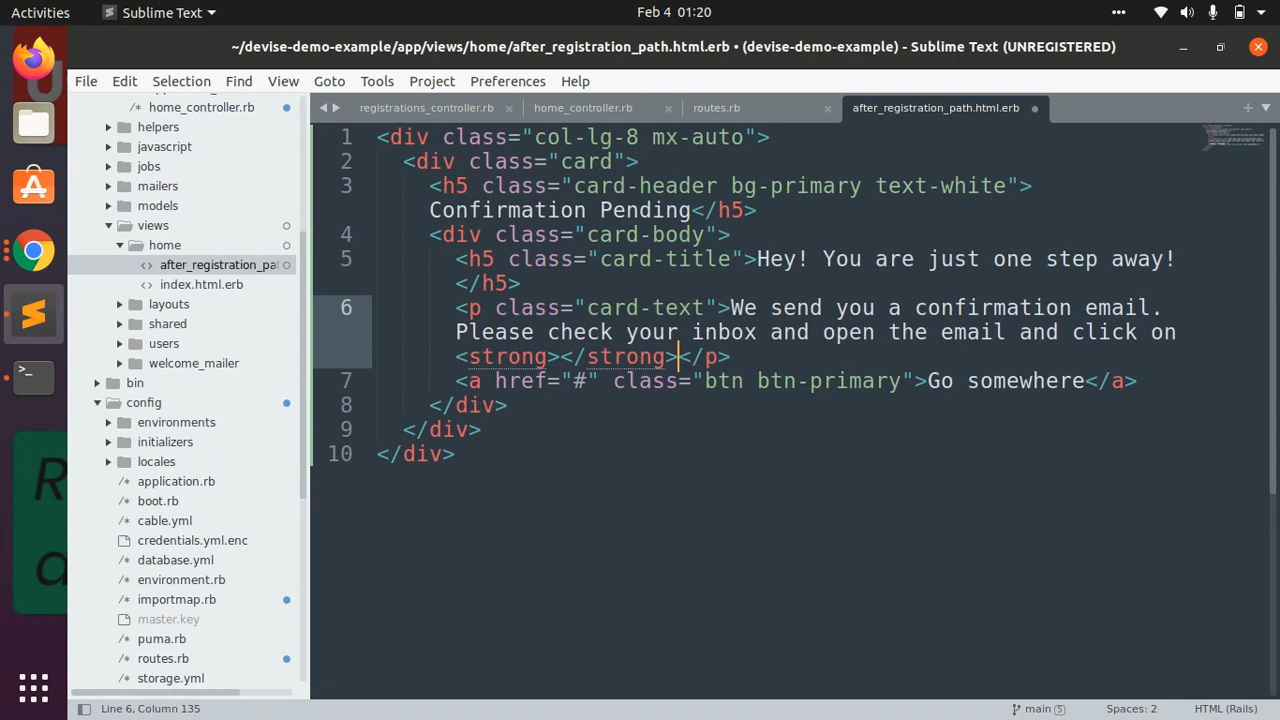 Activities
Sublime Text
Feb 4 01:20
~/devise-demo-example/app/views/home/after_registration_path.html.erb • (devise-demo-example) - Sublime Text (UNREGISTERED)
File Edit Selection Find View Goto Tools Project Preferences Help
registrations_controller.rb × home_controller.rb × routes.rb × after_registration_path.html.erb
/* home_controller.rb
helpers
javascript
jobs
mailers
models
views
home
<> after_registration_pat
<> index.html.erb
layouts
shared
users
welcome_mailer
bin
config
environments
initializers
locales
/* application.rb
/* boot.rb
/* cable.yml
<> credentials.yml.enc
/* database.yml
/* environment.rb
/* importmap.rb
master.key
/* puma.rb
/* routes.rb
/* storage.yml
1 <div class="col-lg-8 mx-auto">
2 <div class="card">
3 <h5 class="card-header bg-primary text-white">
Confirmation Pending</h5>
4 <div class="card-body">
5 <h5 class="card-title">Hey! You are just one step away!
</h5>
6 <p class="card-text">We send you a confirmation email.
Please check your inbox and open the email and click on
<strong></strong></p>
7 <a href="#" class="btn btn-primary">Go somewhere</a>
8 </div>
9 </div>
10 </div>
Line 6, Column 135
main 5
Spaces: 2
HTML (Rails)